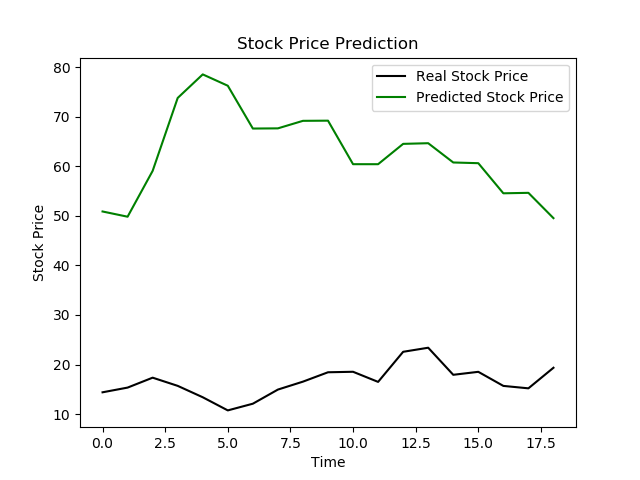 Stock Price Prediction
Real Stock Price
Predicted Stock Price
Stock Price
80
70
60
50
40
30
20
10
0.0 2.5 5.0 7.5 10.0 12.5 15.0 17.5
Time